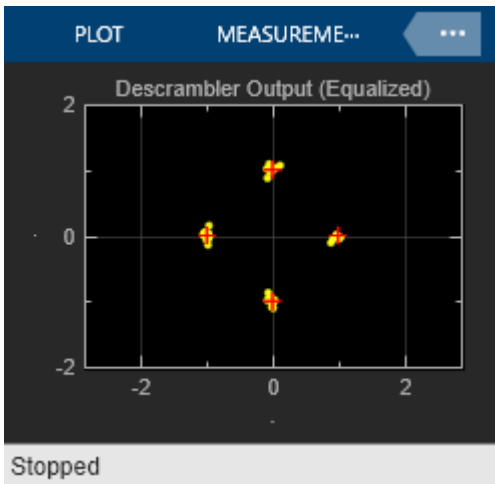 PLOT MEASUREME··· ···
Descrambler Output (Equalized)
2
0
-2
-2 0 2
Stopped